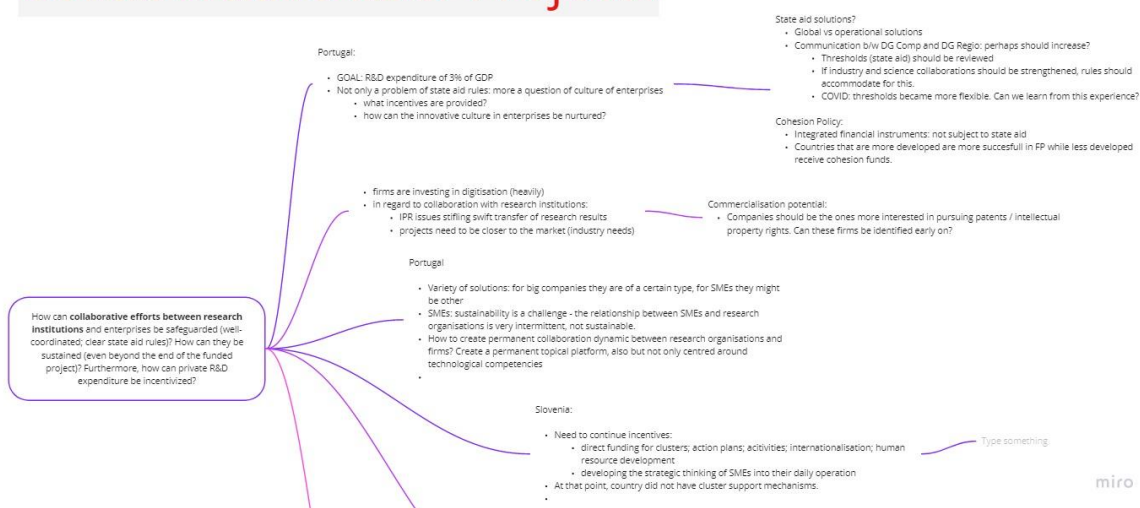 Portugal:
• GOAL: R&D expenditure of 3% of GDP
• Not only a problem of state aid rules: more a question of culture of enterprises
• what incentives are provided?
• how can the innovative culture in enterprises be nurtured?
State aid solutions?
• Global vs operational solutions
• Communication b/w DG Comp and DG Regio: perhaps should increase?
• Thresholds (state aid) should be reviewed
• If industry and science collaborations should be strengthened, rules should
accommodate for this.
• COVID: thresholds became more flexible. Can we learn from this experience?
Cohesion Policy:
• Integrated financial instruments: not subject to state aid
• Countries that are more developed are more succesfull in FP while less developed
receive cohesion funds.
• firms are investing in digitisation (heavily)
• in regard to collaboration with research institutions:
• IPR issues stifling swift transfer of research results
• projects need to be closer to the market (industry needs)
Commercialisation potential:
• Companies should be the ones more interested in pursuing patents / intellectual
property rights. Can these firms be identified early on?
Portugal
• Variety of solutions: for big companies they are of a certain type, for SMEs they might
be other
• SMEs: sustainability is a challenge - the relationship between SMEs and research
organisations is very intermittent, not sustainable.
• How to create permanent collaboration dynamic between research organisations and
firms? Create a permanent topical platform, also but not only centred around
technological competencies
•
How can collaborative efforts between research
institutions and enterprises be safeguarded (well-
coordinated; clear state aid rules)? How can they be
sustained (even beyond the end of the funded
project)? Furthermore, how can private R&D
expenditure be incentivized?
Slovenia:
• Need to continue incentives:
• direct funding for clusters; action plans; acitivities; internationalisation; human
resource development
• developing the strategic thinking of SMEs into their daily operation
• At that point, country did not have cluster support mechanisms.
•
Type something
miro